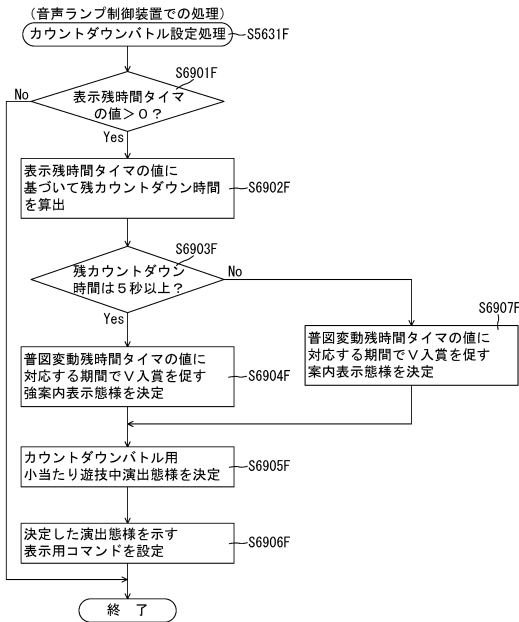 （音声ランプ制御装置での処理）
カウントダウンバトル設定処理
S5631F
S6901F
表示残時間タイマ
の値＞０？
No
Yes
表示残時間タイマの値に
基づいて残カウントダウン時間
を算出
S6902F
S6903F
残カウントダウン
時間は５秒以上？
No
Yes
S6907F
普図変動残時間タイマの値に
対応する期間でＶ入賞を促す
案内表示態様を決定
普図変動残時間タイマの値に
対応する期間でＶ入賞を促す
強案内表示態様を決定
S6904F
カウントダウンバトル用
小当たり遊技中演出態様を決定
S6905F
決定した演出態様を示す
表示用コマンドを設定
S6906F
終 了